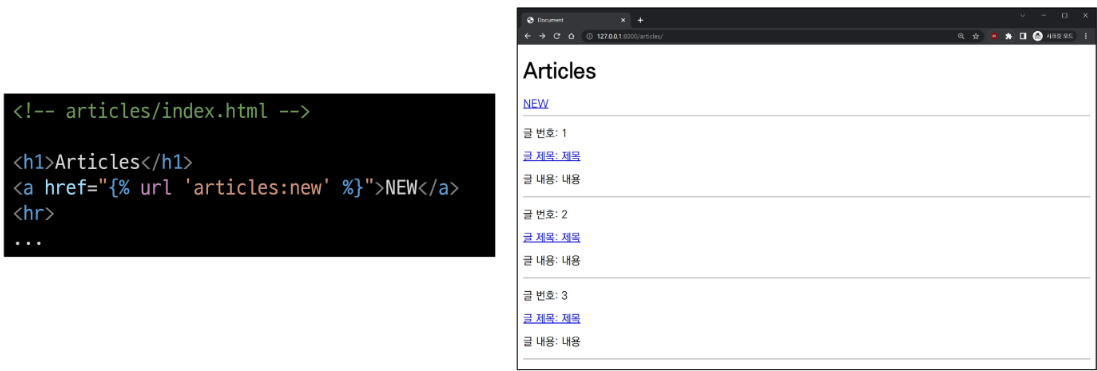 <!-- articles/index.html -->
<h1>Articles</h1>
<a href="{% url 'articles:new' %}">NEW</a>
<hr>
...
Document
127.0.0.1:8000/articles/
시크릿 모드
Articles
NEW
글 번호: 1
글 제목: 제목
글 내용: 내용
글 번호: 2
글 제목: 제목
글 내용: 내용
글 번호: 3
글 제목: 제목
글 내용: 내용